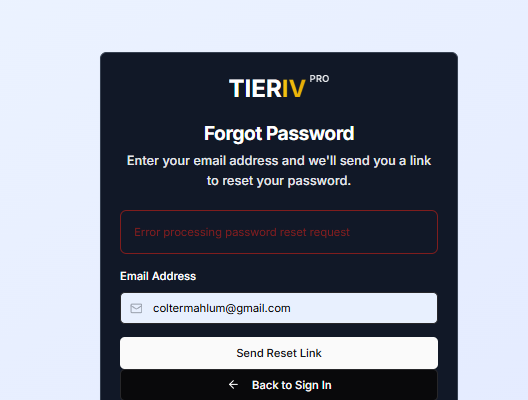 TIERIV PRO
Forgot Password
Enter your email address and we'll send you a link
to reset your password.
Error processing password reset request
Email Address
coltermahlum@gmail.com
Send Reset Link
Back to Sign In